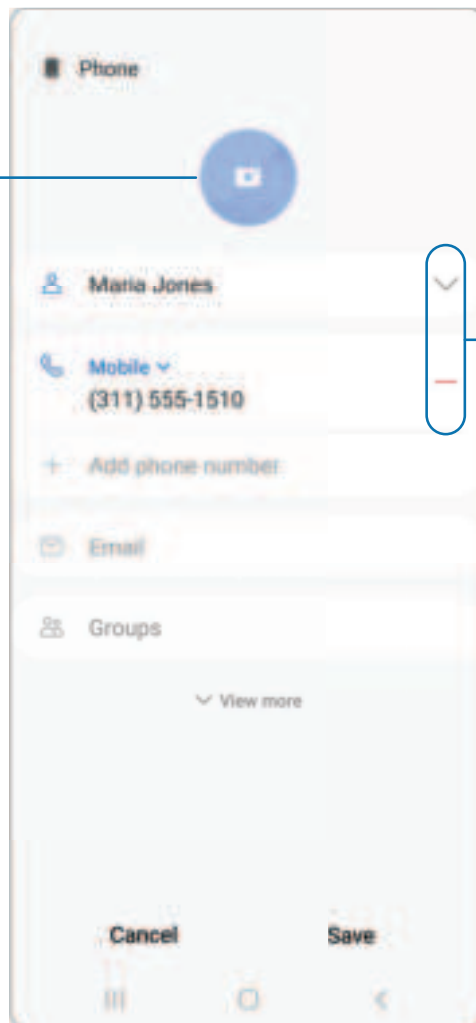 Phone
Maria Jones
Mobile
(311) 555-1510
Add phone number
Email
Groups
View more
Cancel
Save